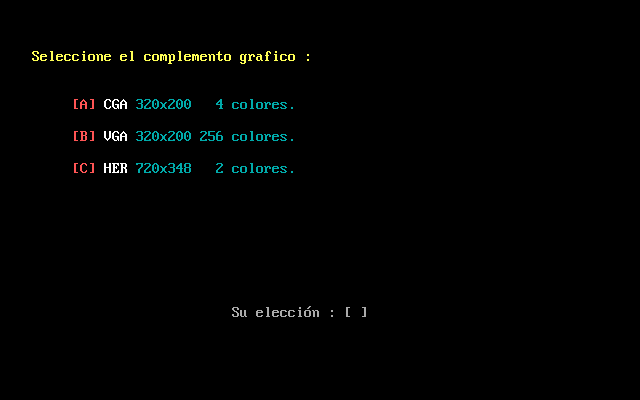 Seleccione el complemento grafico :
[A] CGA 320x200   4 colores.
[B] VGA 320x200 256 colores.
[C] HER 720x348   2 colores.
Su elección : [ ]